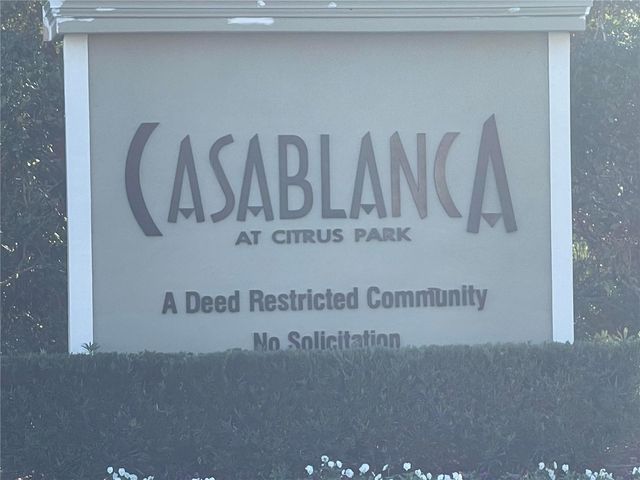 CASABLANCA
AT CITRUS PARK
A Deed Restricted Community
No Solicitation